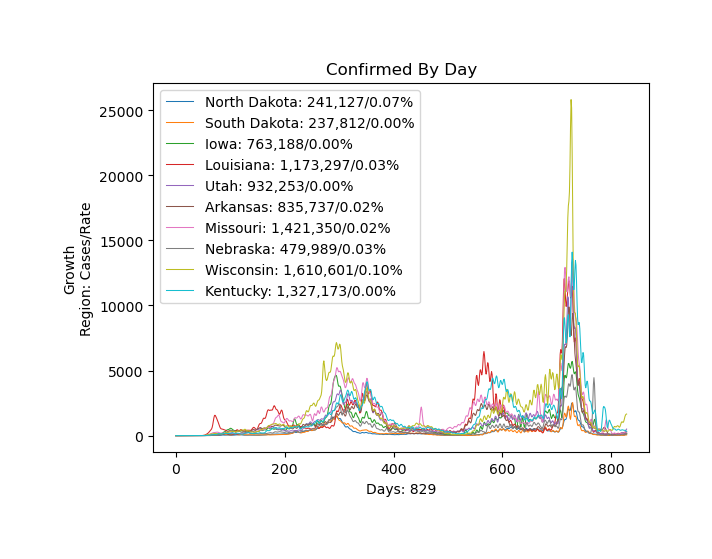 Confirmed By Day
25000
20000
15000
10000
5000
0
Growth
Region: Cases/Rate
North Dakota: 241,127/0.07%
South Dakota: 237,812/0.00%
Iowa: 763,188/0.00%
Louisiana: 1,173,297/0.03%
Utah: 932,253/0.00%
Arkansas: 835,737/0.02%
Missouri: 1,421,350/0.02%
Nebraska: 479,989/0.03%
Wisconsin: 1,610,601/0.10%
Kentucky: 1,327,173/0.00%
0 200 400 600 800
Days: 829